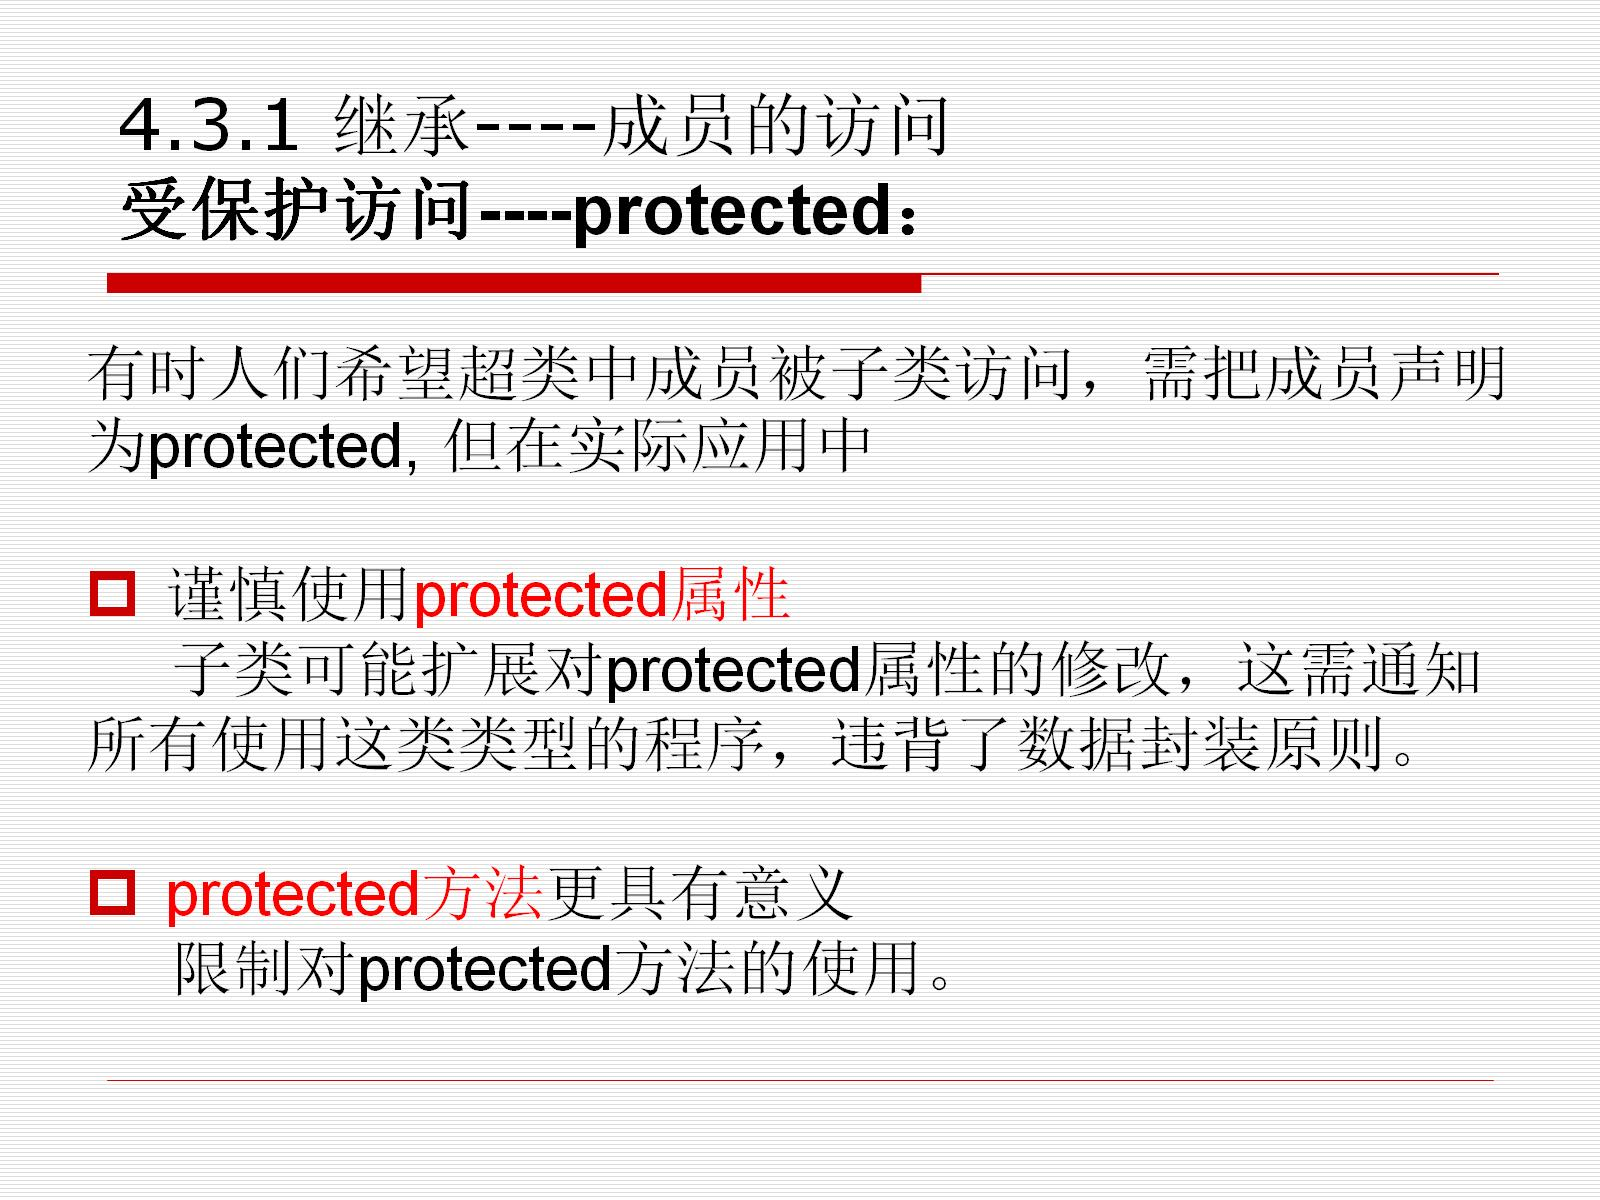 4.3.1 继承----成员的访问
受保护访问----protected：
有时人们希望超类中成员被子类访问，需把成员声明
为protected, 但在实际应用中
谨慎使用protected属性
子类可能扩展对protected属性的修改，这需通知
所有使用这类类型的程序，违背了数据封装原则。
protected方法更具有意义
限制对protected方法的使用。